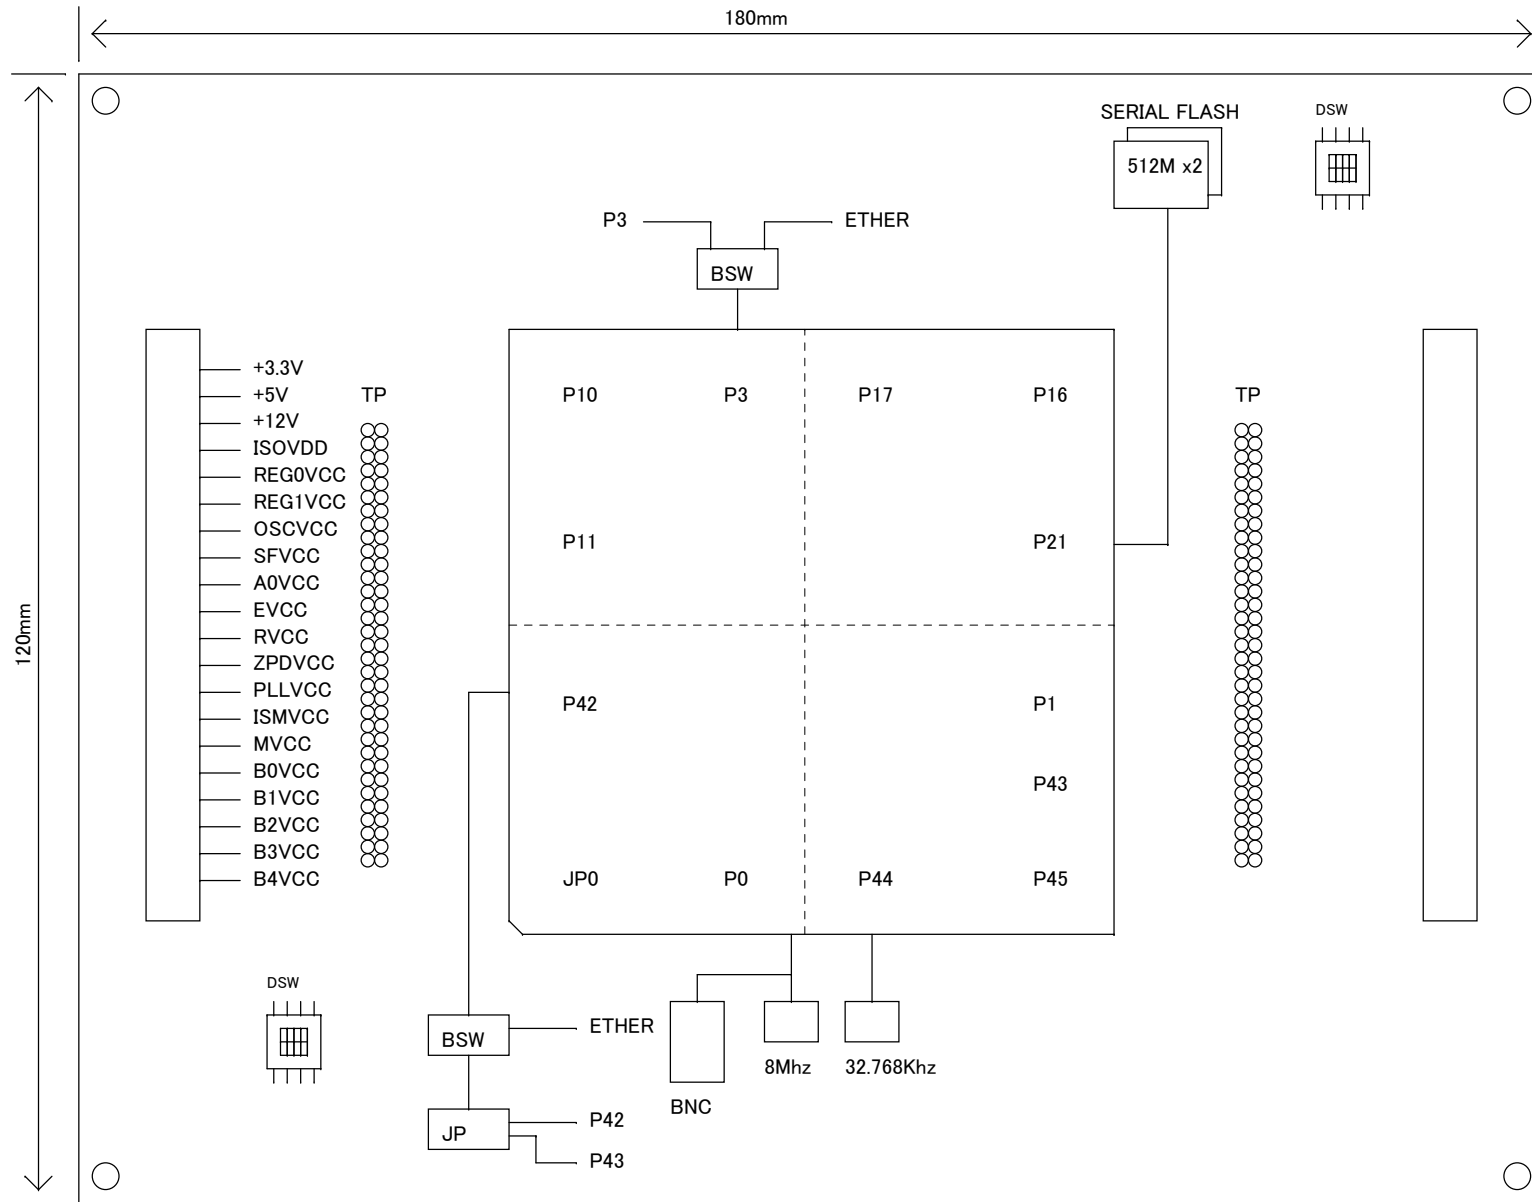 180mm
120mm
SERIAL FLASH
512M x2
DSW
P3
ETHER
BSW
+3.3V
+5V
+12V
ISOVDD
REG0VCC
REG1VCC
OSCVCC
SFVCC
A0VCC
EVCC
RVCC
ZPDVCC
PLLVCC
ISMVCC
MVCC
B0VCC
B1VCC
B2VCC
B3VCC
B4VCC
TP
P10
P3
P17
P16
P11
P21
P42
P1
P43
JP0
P0
P44
P45
TP
DSW
BSW
ETHER
JP
P42
P43
BNC
8Mhz
32.768Khz